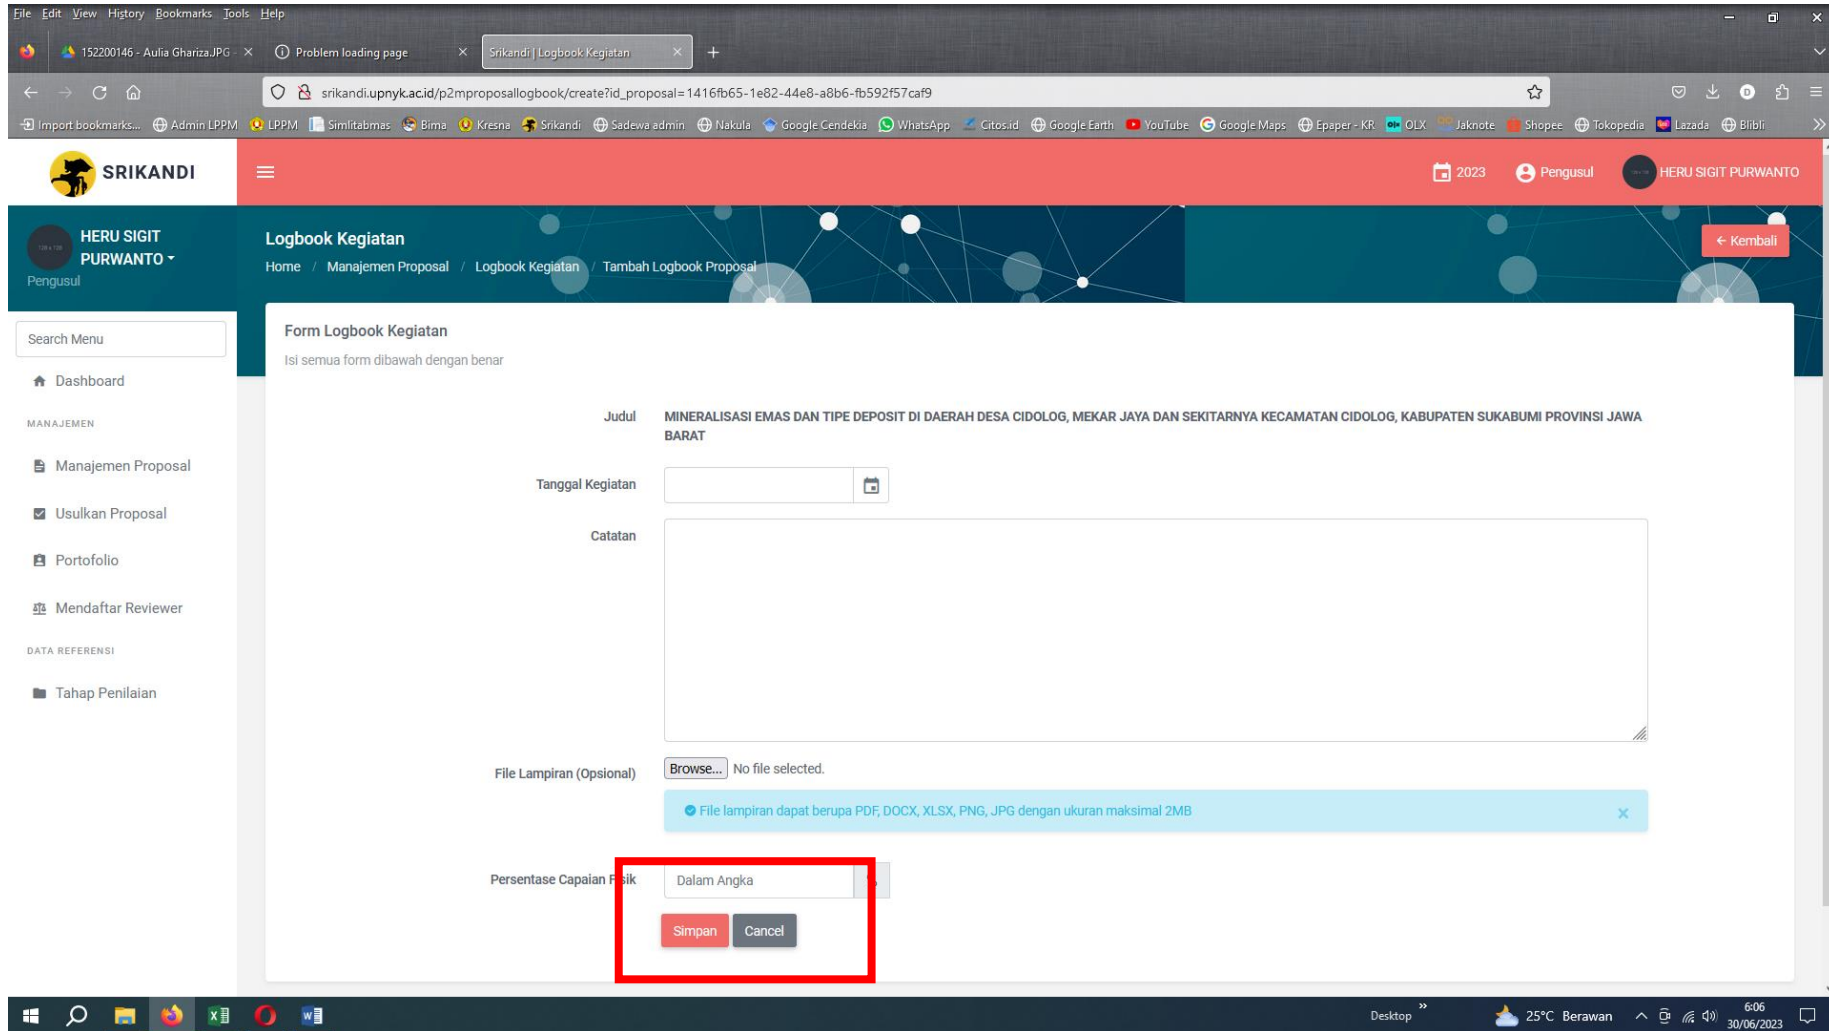 File Edit View History Bookmarks Tools Help
152200146 - Aulia Ghariza.JPG -
Problem loading page
Srikandi | Logbook Kegiatan
srikandi.upnyk.ac.id/p2mproposallogbook/create?id_proposal=1416fb65-1e82-44e8-a8b6-fb592f57caf9
Import bookmarks... Admin LPPM LPPM Simlitabmas Bima Kresna Srikandi Sadewa admin Nakula Google Cendekia WhatsApp Citos.id Google Earth YouTube Google Maps Epaper - KR OLX Jaknote Shopee Tokopedia Lazada Blibli
SRIKANDI
2023 Pengusul HERU SIGIT PURWANTO
HERU SIGIT
PURWANTO
Pengusul
Logbook Kegiatan
Home / Manajemen Proposal / Logbook Kegiatan / Tambah Logbook Proposal
← Kembali
Search Menu
Dashboard
MANAJEMEN
Manajemen Proposal
Usulkan Proposal
Portofolio
Mendaftar Reviewer
DATA REFERENSI
Tahap Penilaian
Form Logbook Kegiatan
Isi semua form dibawah dengan benar
Judul MINERALISASI EMAS DAN TIPE DEPOSIT DI DAERAH DESA CIDOLOG, MEKAR JAYA DAN SEKITARNYA KECAMATAN CIDOLOG, KABUPATEN SUKABUMI PROVINSI JAWA
BARAT
Tanggal Kegiatan
Catatan
File Lampiran (Opsional) Browse... No file selected.
File lampiran dapat berupa PDF, DOCX, XLSX, PNG, JPG dengan ukuran maksimal 2MB
Persentase Capaian Fisik Dalam Angka
Simpan Cancel
Desktop 25°C Berawan 6:06
30/06/2023